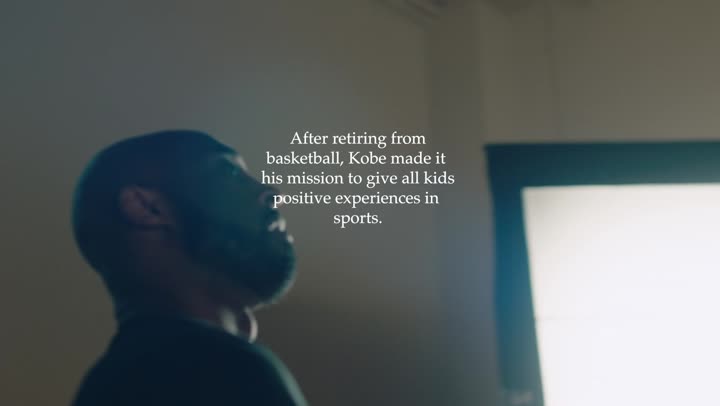 After retiring from
basketball, Kobe made it
his mission to give all kids
positive experiences in
sports.